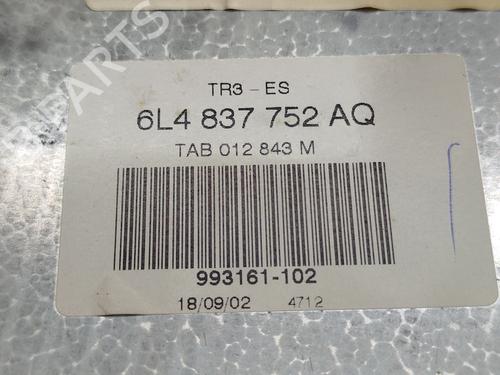 TR3 - ES
6L4 837 752 AQ
TAB 012 843 M
993161-102
18/09/02 4712